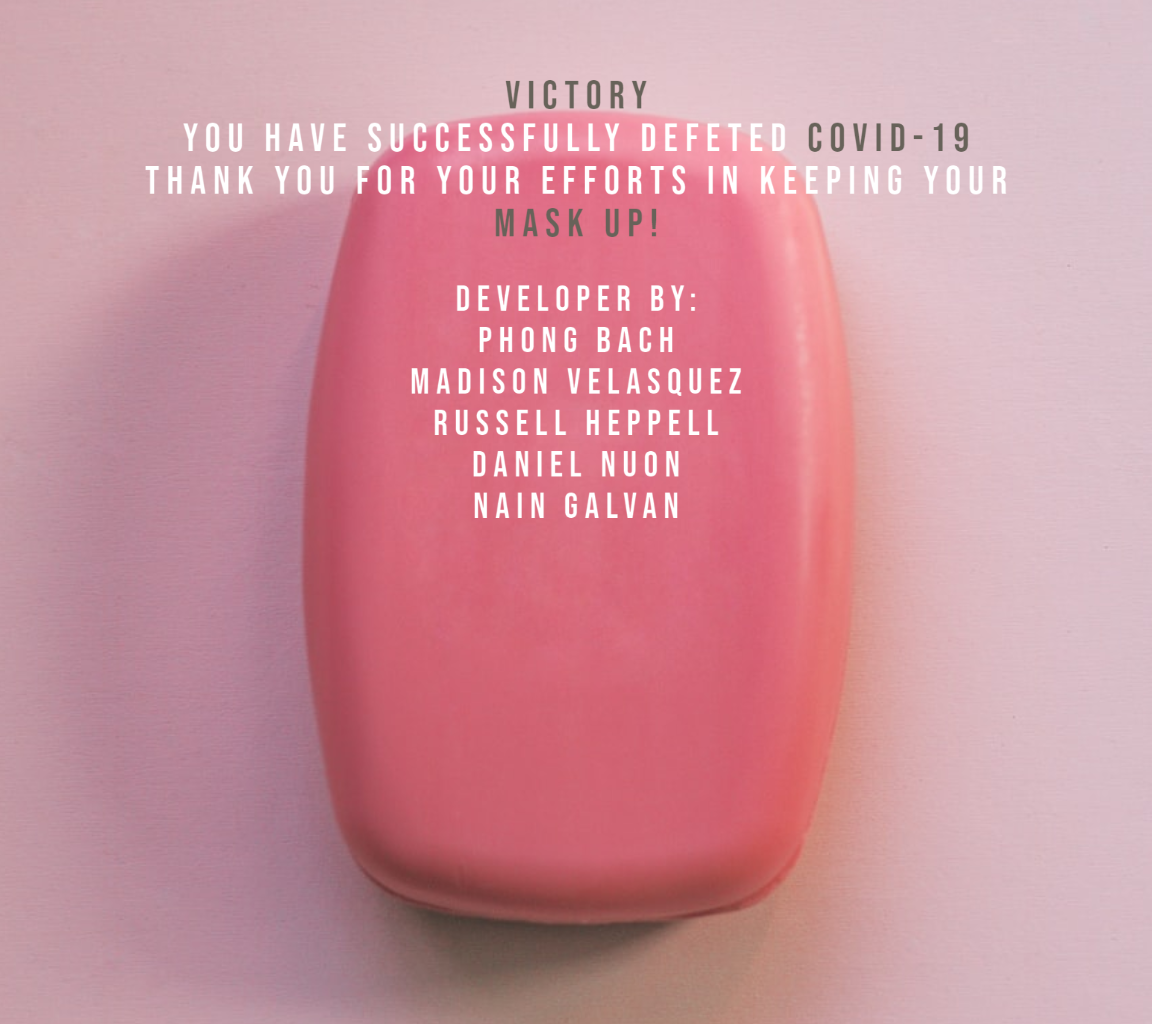 VICTORY
YOU HAVE SUCCESSFULLY DEFETED COVID-19
THANK YOU FOR YOUR EFFORTS IN KEEPING YOUR
MASK UP!
DEVELOPER BY:
PHONG BACH
MADISON VELASQUEZ
RUSSELL HEPPELL
DANIEL NUON
NAIN GALVAN